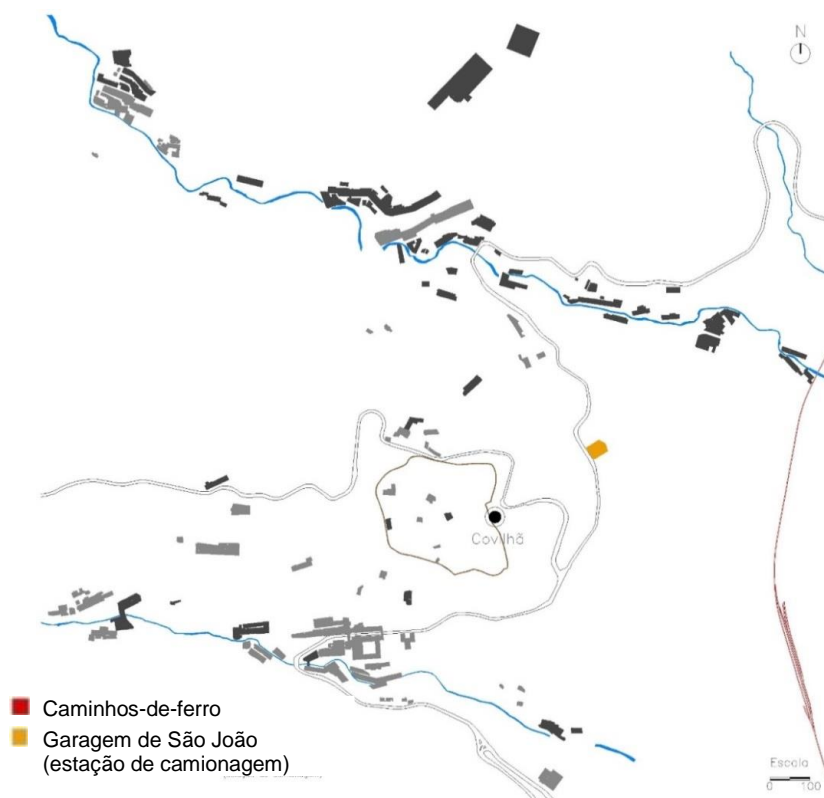 N
Covilhã
Caminhos-de-ferro
Garagem de São João
(estação de camionagem)
Escala
0 100